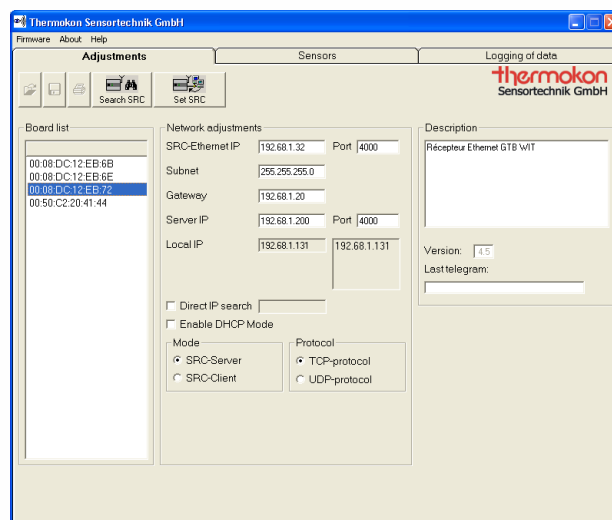 Thermokon Sensortechnik GmbH
Firmware About Help
Adjustments Sensors Logging of data
Search SRC Set SRC
thermokon
Sensortechnik GmbH
Board list
00:08:DC:12:EB:6B
00:08:DC:12:EB:6E
00:08:DC:12:EB:72
00:50:C2:20:41:44
Network adjustments
SRC-Ethernet IP 192.68.1.32 Port 4000
Subnet 255.255.255.0
Gateway 192.68.1.20
Server IP 192.68.1.200 Port 4000
Local IP 192.68.1.131 192.68.1.131
Direct IP search
Enable DHCP Mode
Mode
SRC-Server
SRC-Client
Protocol
TCP-protocol
UDP-protocol
Description
Récepteur Ethernet GTB WIT
Version: 4.5
Last telegram: